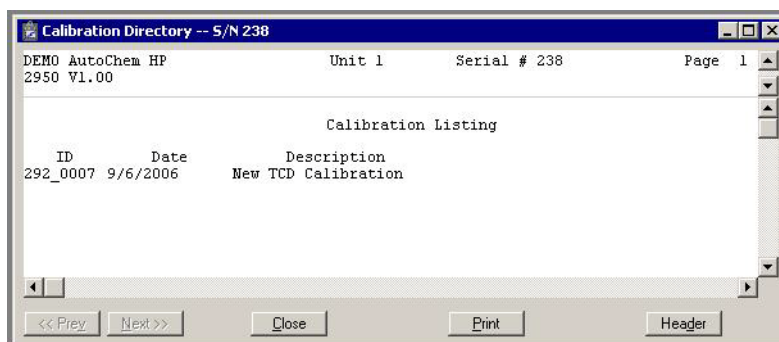 Calibration Directory -- S/N 238
DEMO AutoChem HP Unit 1 Serial # 238 Page 1
2950 V1.00
Calibration Listing
ID Date Description
292_0007 9/6/2006 New TCD Calibration
<< Prev Next >> Close Print Header